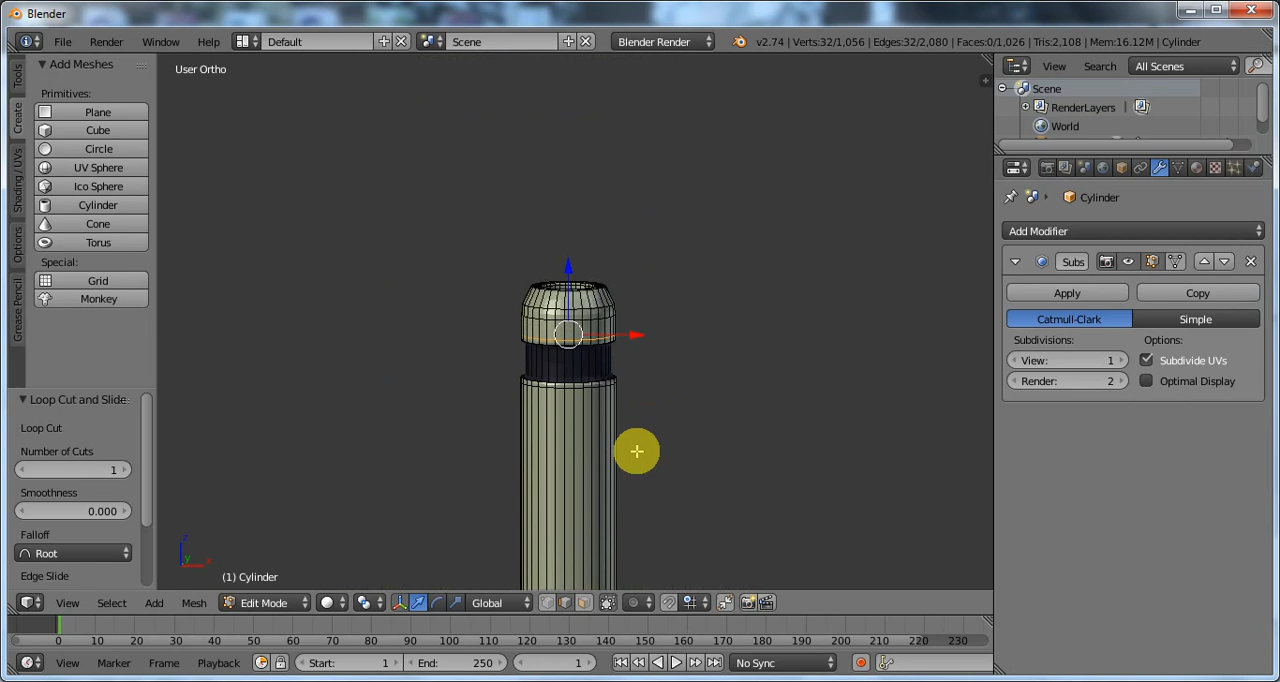 Blender
File Render Window Help Default Scene Blender Render v2.74 | Verts:32/1,056 | Edges:32/2,080 | Faces:0/1,026 | Tris:2,108 | Mem:16.12M | Cylinder
Tools
Create
Shading / UVs
Options
Grease Pencil
Add Meshes
Primitives:
Plane
Cube
Circle
UV Sphere
Ico Sphere
Cylinder
Cone
Torus
Special:
Grid
Monkey
Loop Cut and Slide
Loop Cut
Number of Cuts
1
Smoothness
0.000
Falloff
Root
Edge Slide
User Ortho
z
y
x
(1) Cylinder
View Select Add Mesh Edit Mode Global
View Search All Scenes
Scene
RenderLayers
World
Cylinder
Add Modifier
Subs
Apply Copy
Catmull-Clark Simple
Subdivisions: Options:
View: 1 Subdivide UVs
Render: 2 Optimal Display
0 10 20 30 40 50 60 70 80 90 100 110 120 130 140 150 160 170 180 190 200 210 220 230
View Marker Frame Playback Start: 1 End: 250 1 No Sync